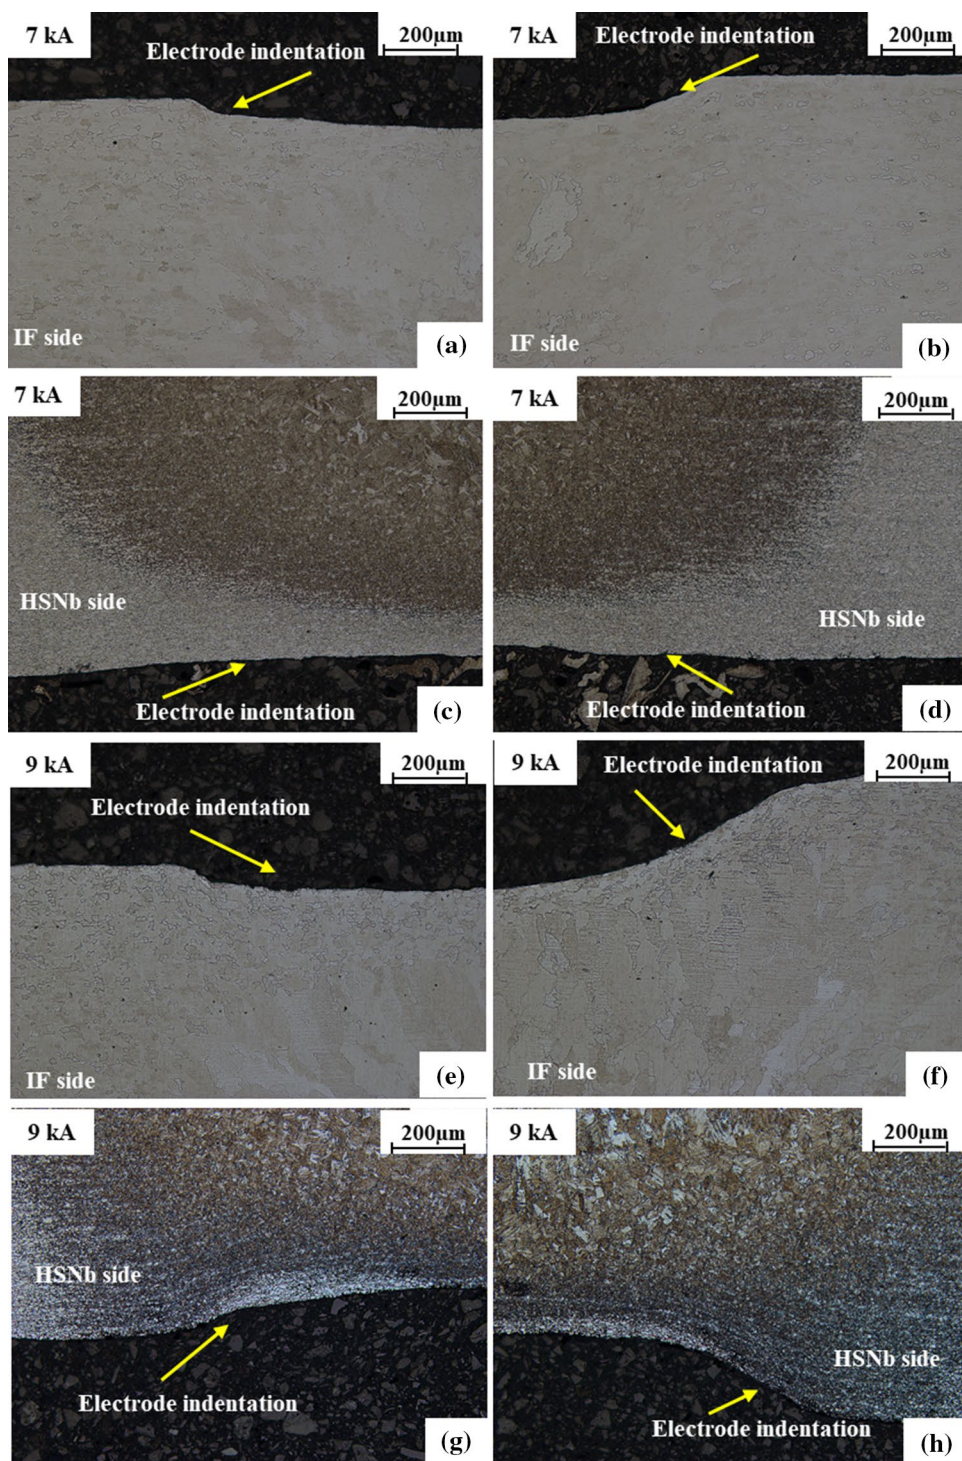 7 kA
Electrode indentation
200µm
IF side
(a)
7 kA
Electrode indentation
200µm
IF side
(b)
7 kA
200µm
HSNb side
Electrode indentation
(c)
7 kA
200µm
HSNb side
Electrode indentation
(d)
9 kA
200µm
Electrode indentation
IF side
(e)
9 kA
Electrode indentation
200µm
IF side
(f)
9 kA
200µm
HSNb side
Electrode indentation
(g)
9 kA
200µm
HSNb side
Electrode indentation
(h)